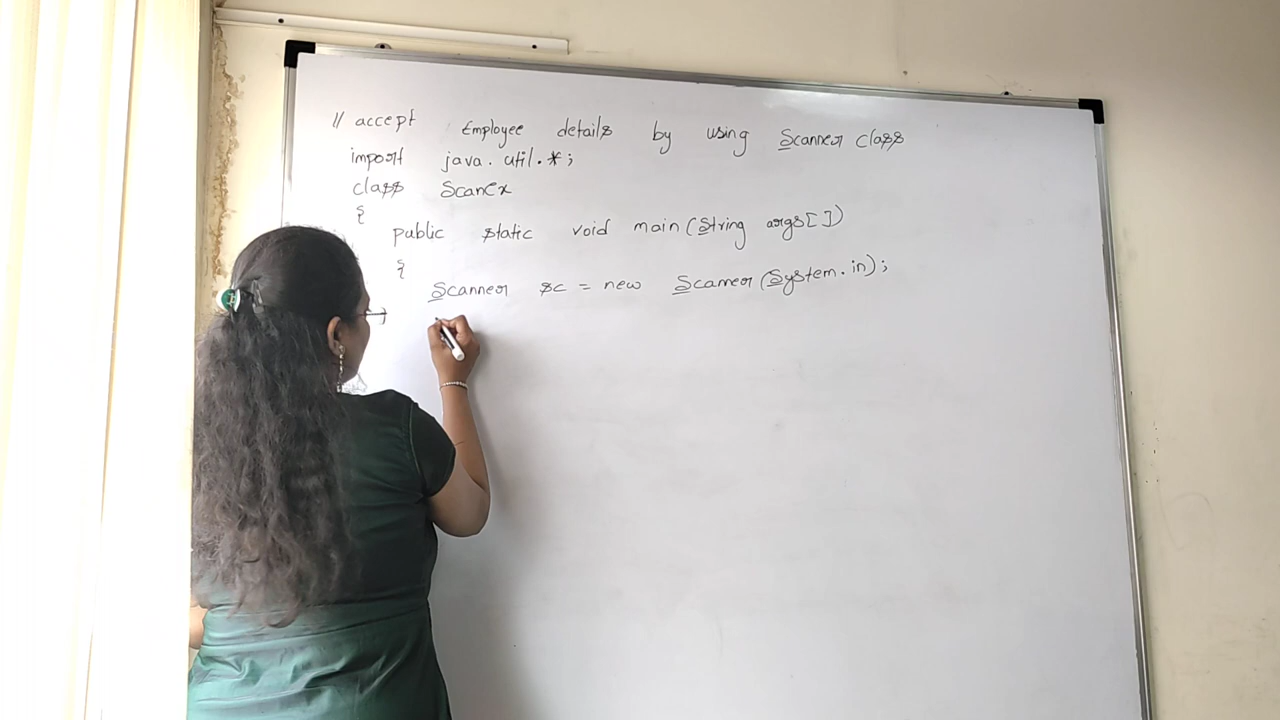 // accept Employee details by using Scanner class
import java.util.*;
class ScanEx
{
public static void main(String args[])
{
Scanner sc = new Scanner(System.in);